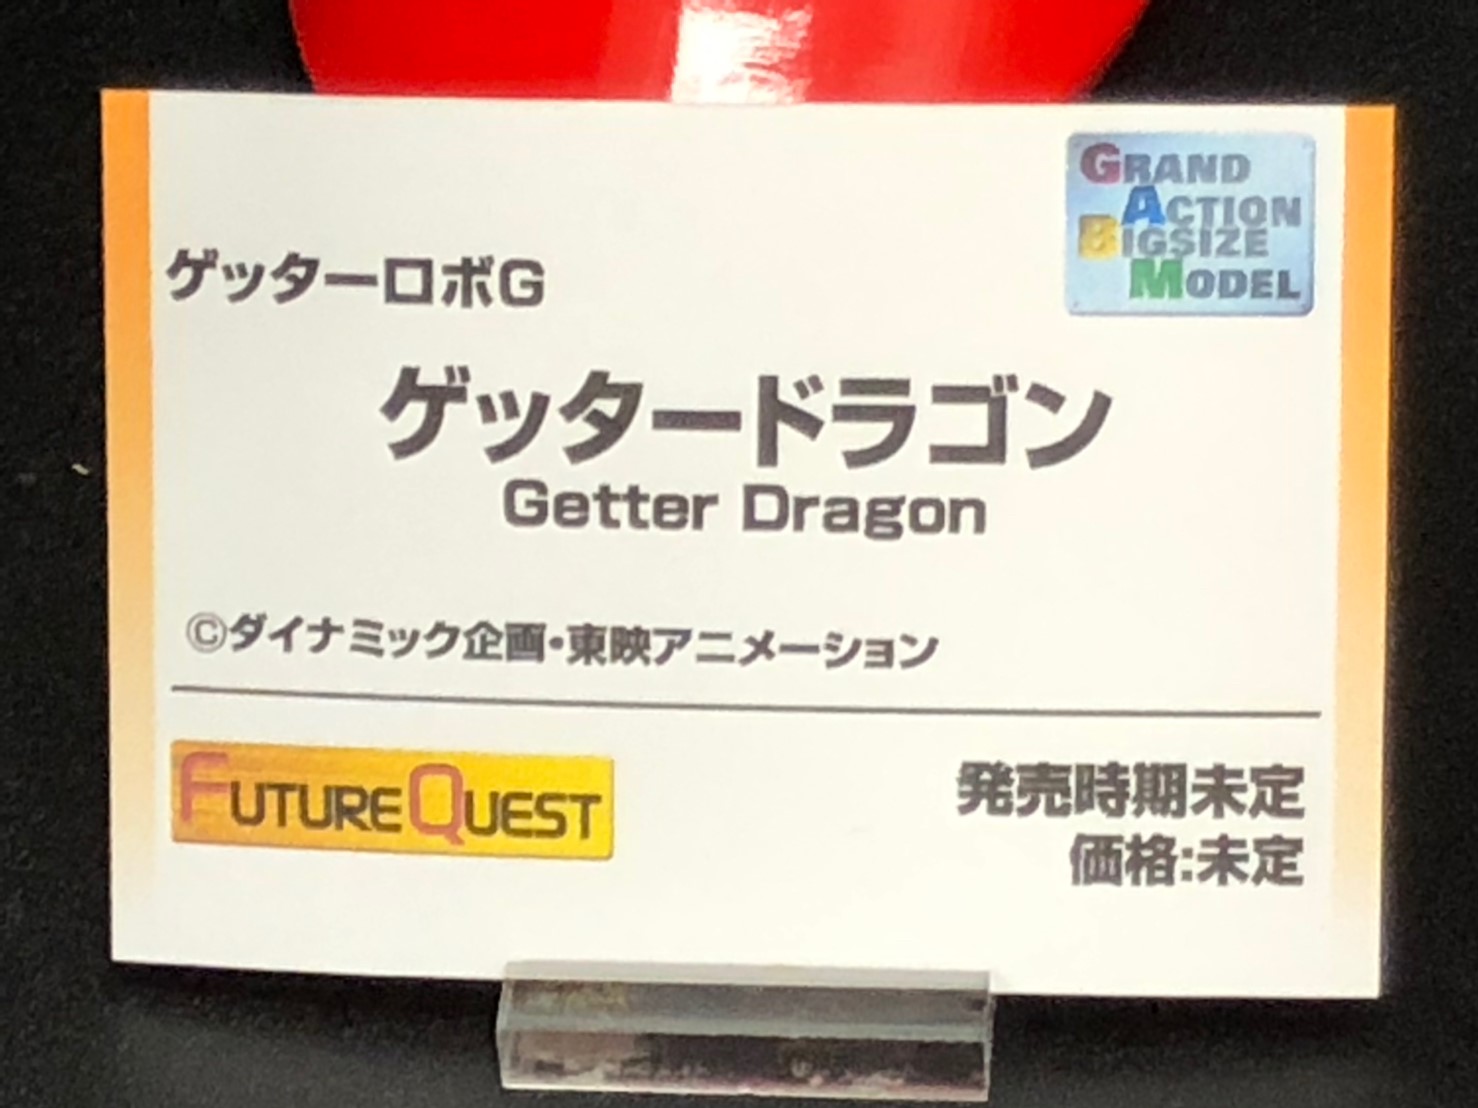 GRAND
ACTION
BIGSIZE
MODEL
ゲッターロボG
ゲッタードラゴン
Getter Dragon
©ダイナミック企画・東映アニメーション
FUTURE QUEST
発売時期未定
価格:未定